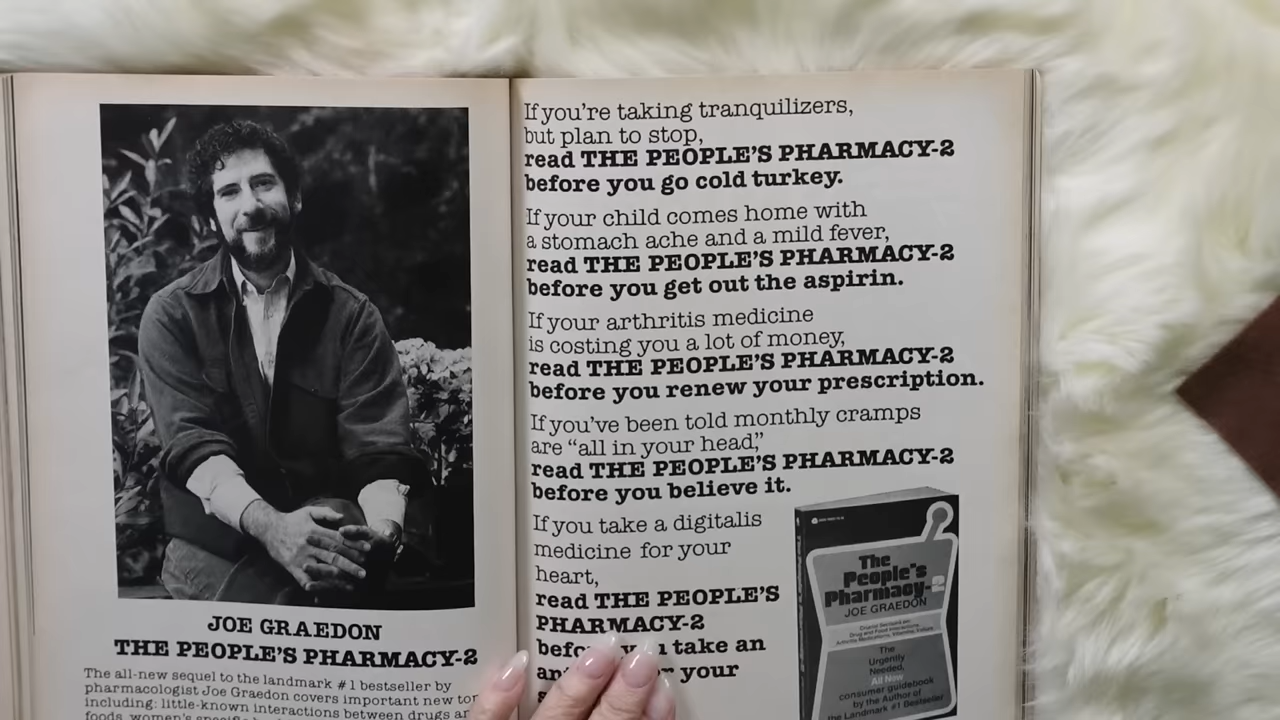 JOE GRAEDON
THE PEOPLE'S PHARMACY-2
The all-new sequel to the landmark #1 bestseller by
pharmacologist Joe Graedon covers important new
including: little-known interactions between drugs
foods, women's
If you're taking tranquilizers,
but plan to stop,
read THE PEOPLE'S PHARMACY-2
before you go cold turkey.
If your child comes home with
a stomach ache and a mild fever,
read THE PEOPLE'S PHARMACY-2
before you get out the aspirin.
If your arthritis medicine
is costing you a lot of money,
read THE PEOPLE'S PHARMACY-2
before you renew your prescription.
If you've been told monthly cramps
are "all in your head,"
read THE PEOPLE'S PHARMACY-2
before you believe it.
If you take a digitalis
medicine for your
heart,
read THE PEOPLE'S
PHARMACY-2
take an
your
The
People's
Pharmacy-2
JOE GRAEDON
Drug and Food Interactions,
The
Urgently
Needed,
All New
consumer guidebook
by the Author of
the Landmark #1 Bestseller